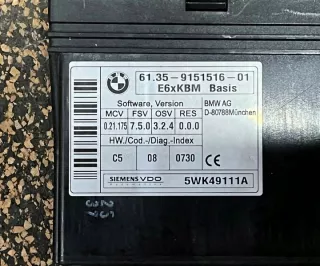 61.35-9151516-01
E6xKBM Basis
Software, Version
MCV FSV OSV RES
0.21.175 7.5.0 3.2.4 0.0.0
BMW AG
D-80788München
HW./Cod.-/Diag.-Index
C5 08 0730
SIEMENS VDO
5WK49111A